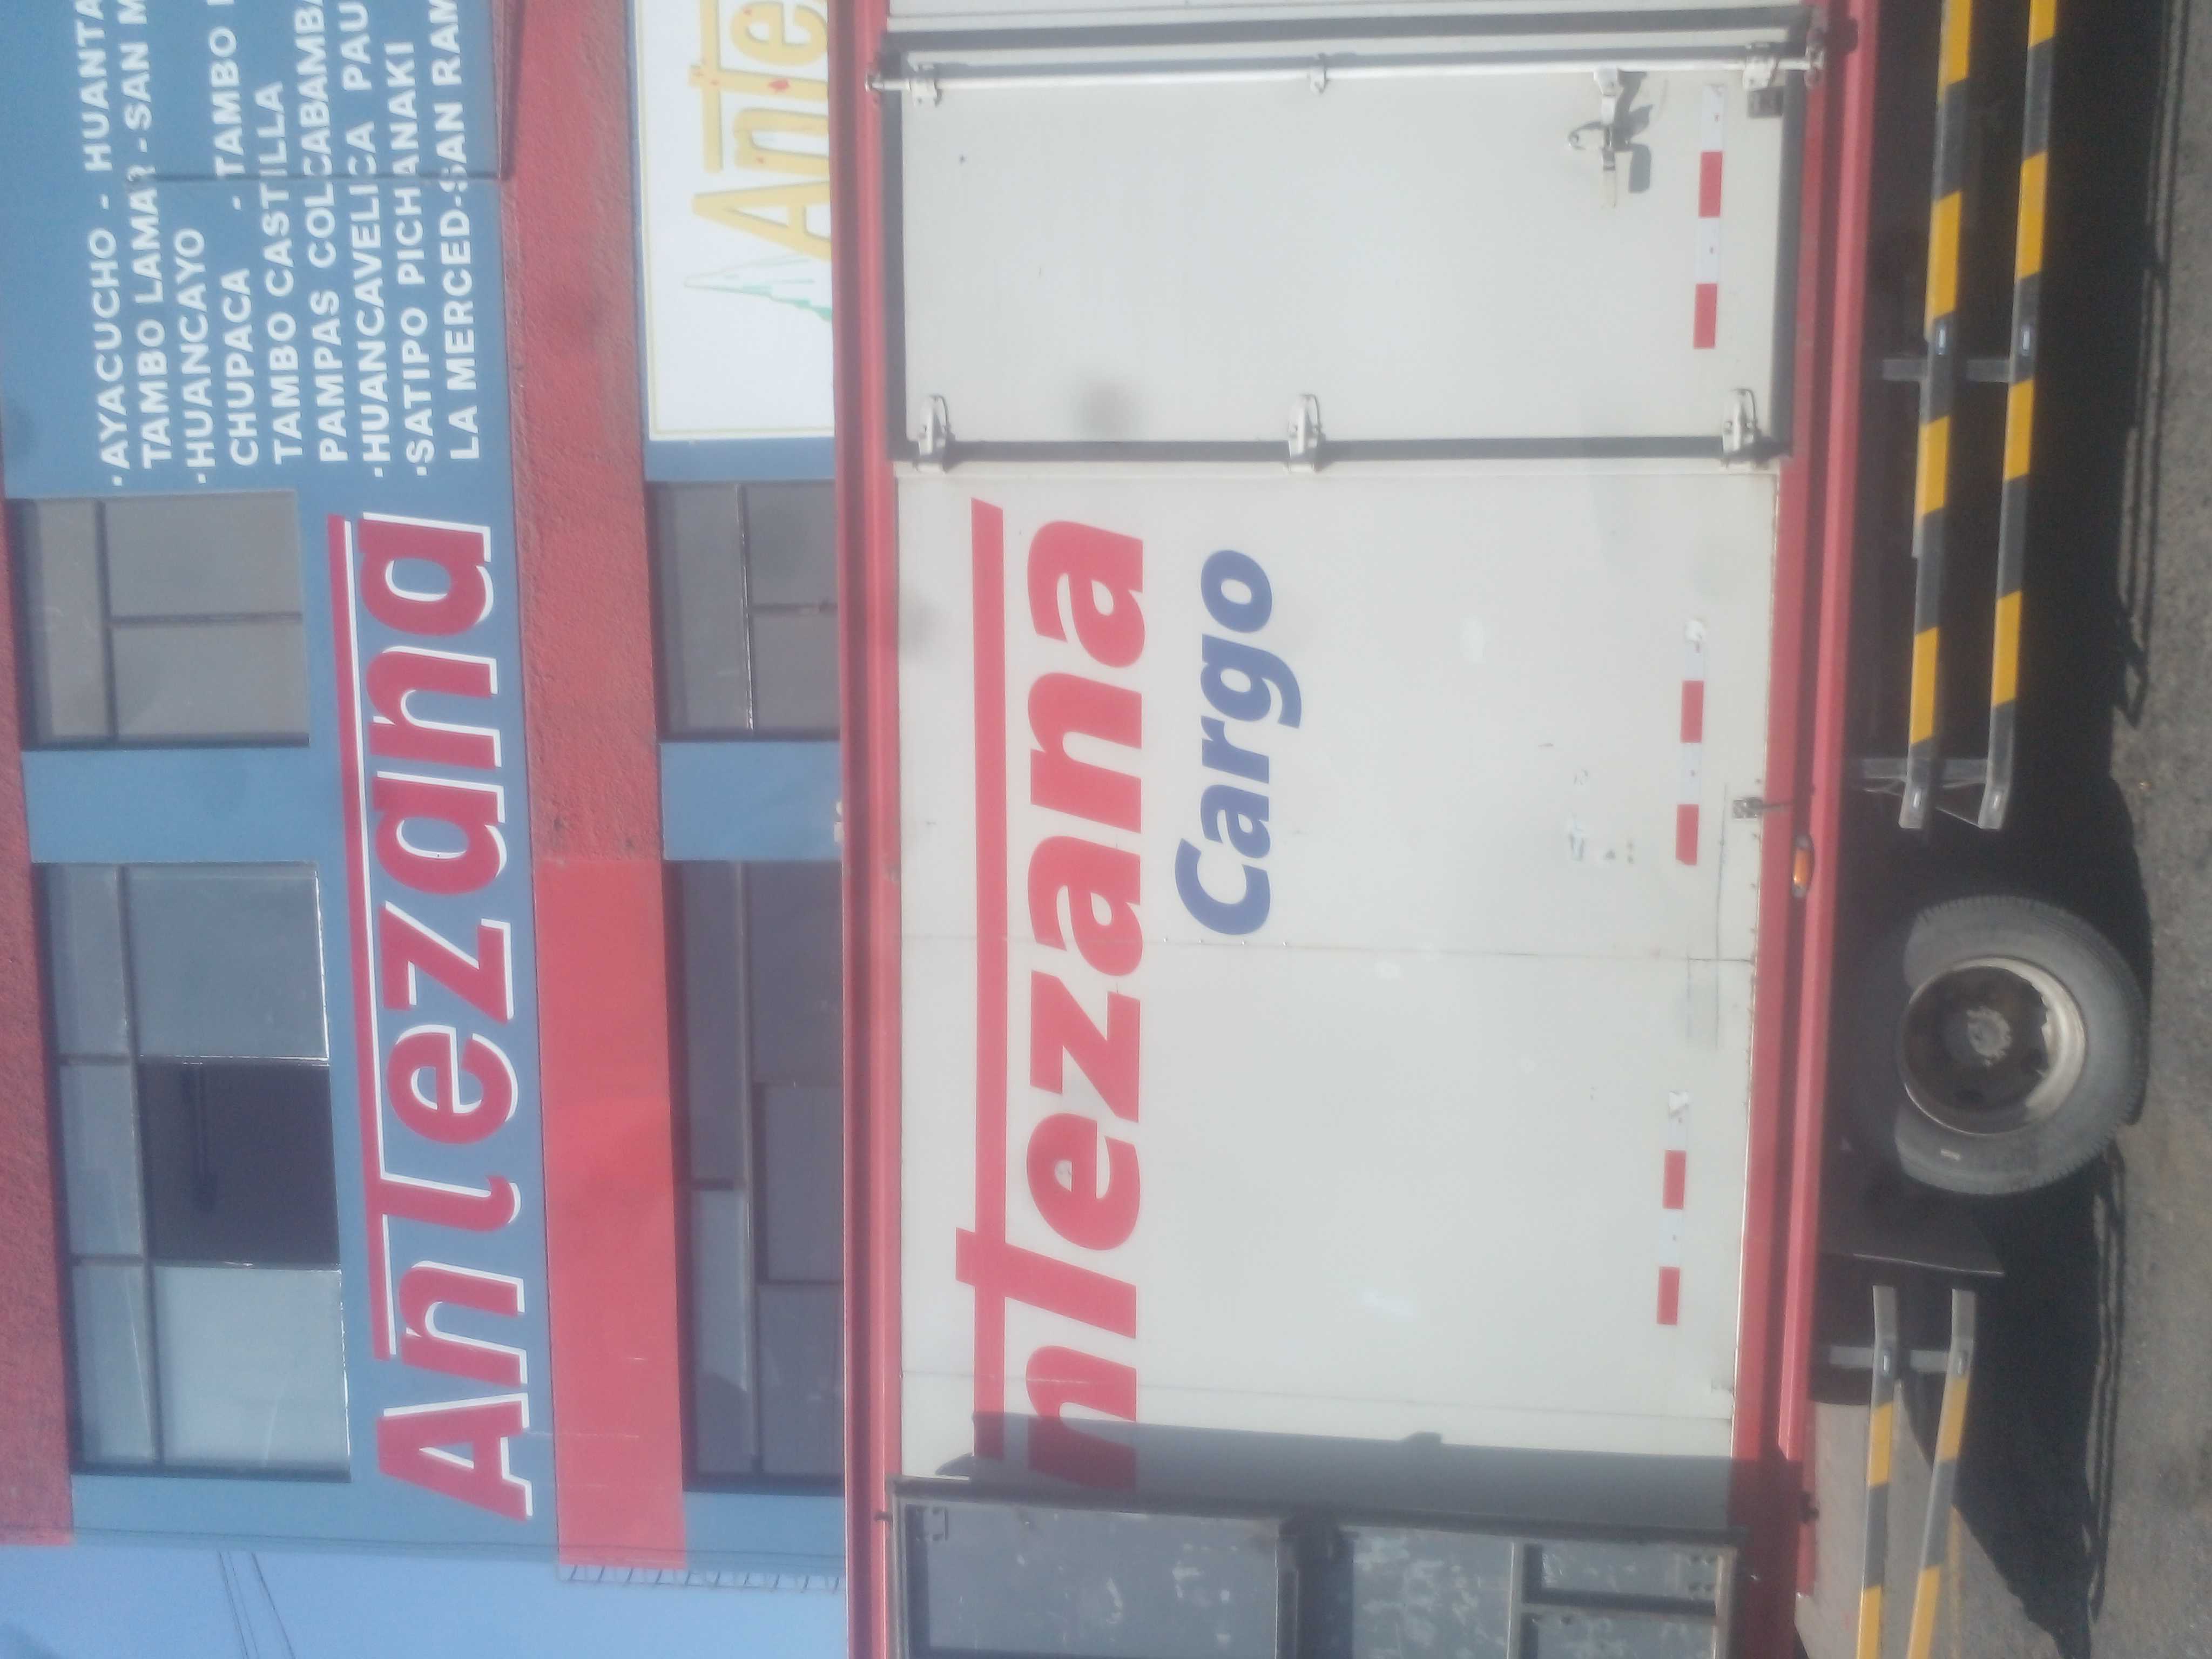 ·AYACUCHO - HUANTA
TAMBO LAMAR - SAN M
·HUANCAYO
CHUPACA - TAMBO
TAMBO CASTILLA
PAMPAS COLCABAMBA
·HUANCAVELICA PAU
·SATIPO PICHANAKI
LA MERCED-SAN RAM
Antezana
Ante
ntezana
Cargo